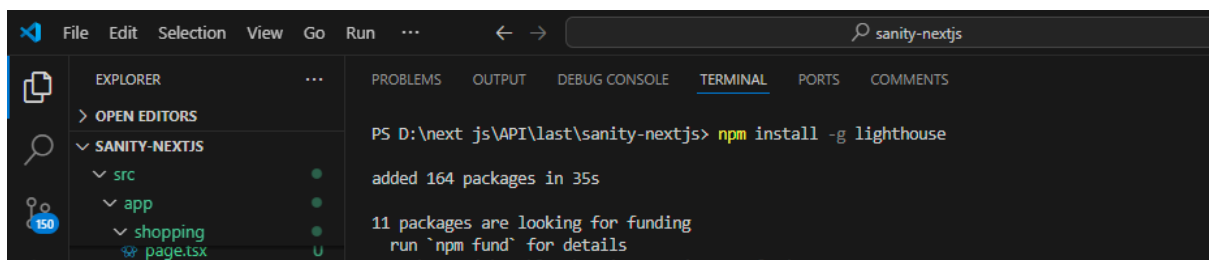 File Edit Selection View Go Run ··· ← → sanity-nextjs
EXPLORER ···
> OPEN EDITORS
SANITY-NEXTJS
src
app
shopping
page.tsx U
150
PROBLEMS OUTPUT DEBUG CONSOLE TERMINAL PORTS COMMENTS
PS D:\next js\API\last\sanity-nextjs> npm install -g lighthouse
added 164 packages in 35s
11 packages are looking for funding
run `npm fund` for details